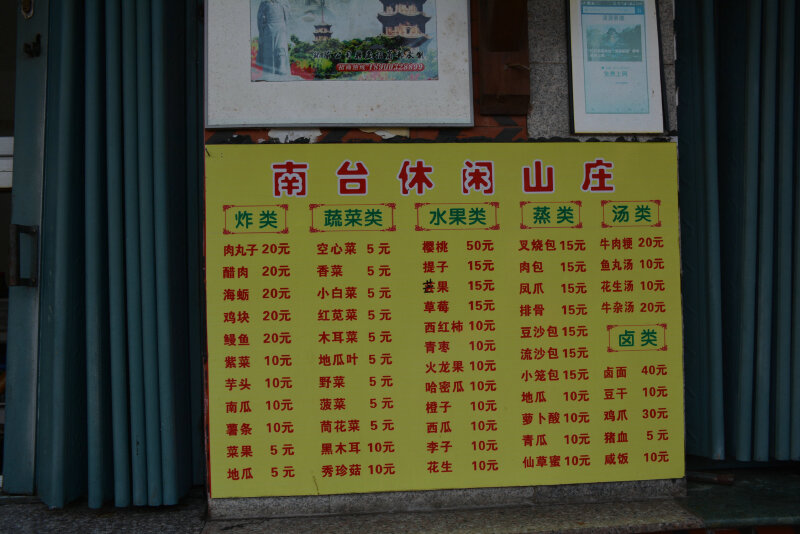 18900328899
免费上网
南台休闲山庄
炸类 蔬菜类 水果类 蒸类 汤类
肉丸子 20元 空心菜 5元 樱桃 50元 叉烧包 15元 牛肉粳 20元
醋肉 20元 香菜 5元 提子 15元 肉包 15元 鱼丸汤 10元
海蛎 20元 小白菜 5元 芒果 15元 凤爪 15元 花生汤 10元
鸡块 20元 红苋菜 5元 草莓 15元 排骨 15元 牛杂汤 20元
鳗鱼 20元 木耳菜 5元 西红柿 10元 豆沙包 15元 卤类
紫菜 10元 地瓜叶 5元 青枣 10元 流沙包 15元
芋头 10元 野菜 5元 火龙果 10元 小笼包 15元 卤面 40元
南瓜 10元 菠菜 5元 哈密瓜 10元 地瓜 10元 豆干 10元
薯条 10元 茼花菜 5元 橙子 10元 萝卜酸 10元 鸡爪 30元
菜果 5元 黑木耳 10元 西瓜 10元 青瓜 10元 猪血 5元
地瓜 5元 秀珍菇 10元 李子 10元 仙草蜜 10元 咸饭 10元
花生 10元